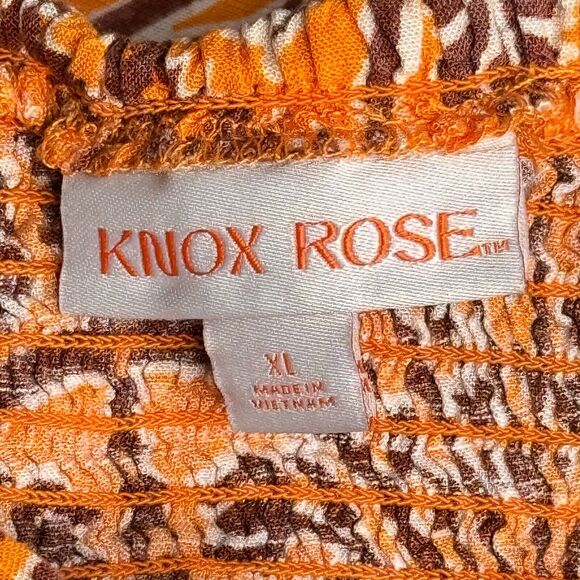 KNOX ROSE™
XL
MADE IN
VIETNAM